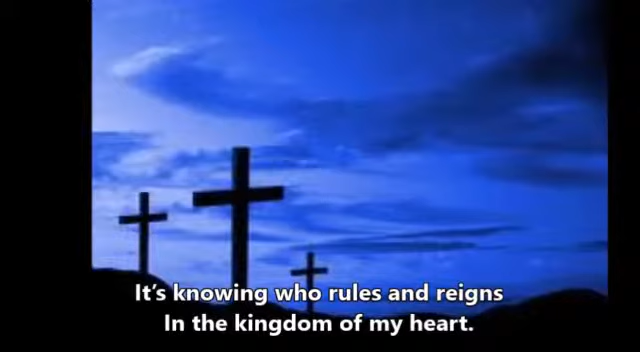 It's knowing who rules and reigns
In the kingdom of my heart.